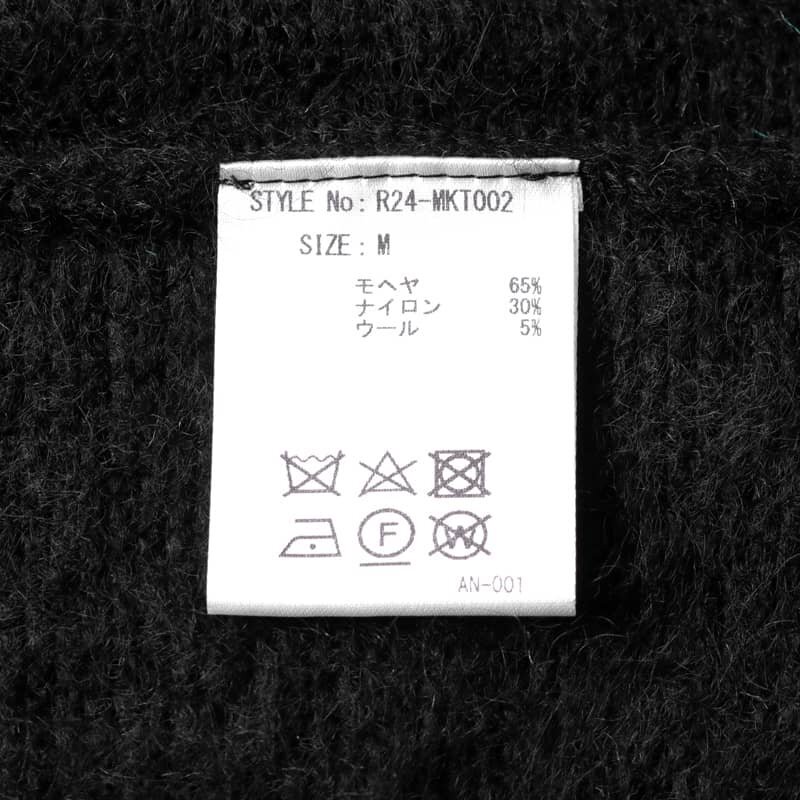 STYLE No: R24-MKT002
SIZE: M
モヘヤ 65%
ナイロン 30%
ウール 5%
F W
AN-001